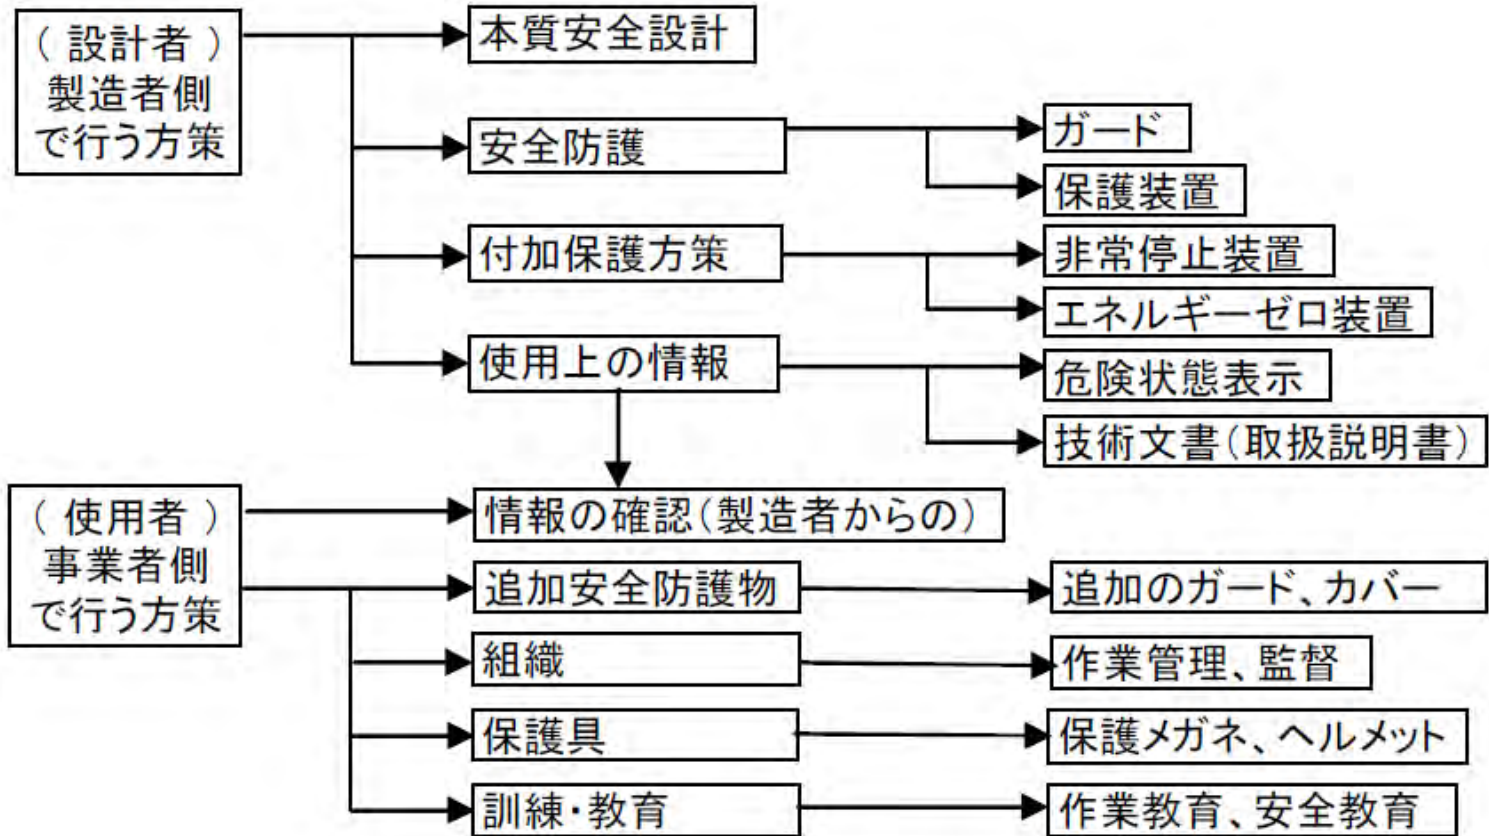 （ 設計者 ）
製造者側
で行う方策
本質安全設計
安全防護
ガード
保護装置
付加保護方策
非常停止装置
エネルギーゼロ装置
使用上の情報
危険状態表示
技術文書（取扱説明書）
（ 使用者 ）
事業者側
で行う方策
情報の確認（製造者からの）
追加安全防護物
追加のガード、カバー
組織
作業管理、監督
保護具
保護メガネ、ヘルメット
訓練・教育
作業教育、安全教育